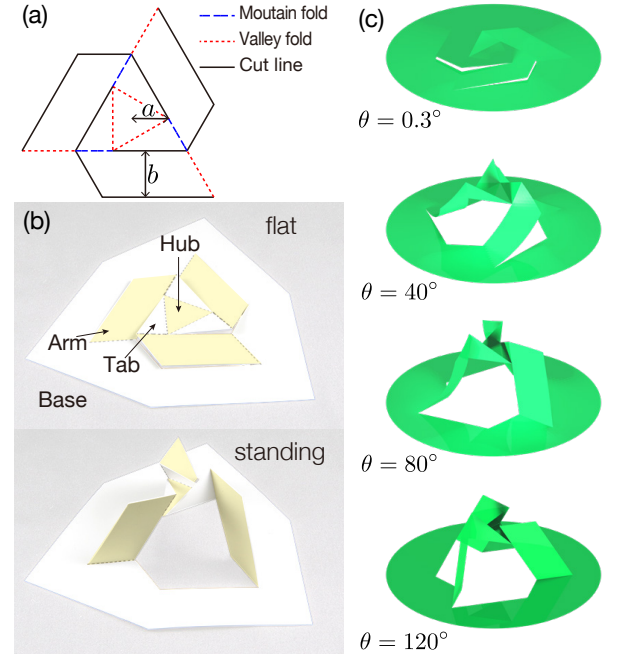 (a)
Moutain fold
Valley fold
Cut line
a
b
(b)
flat
Hub
Arm
Tab
Base
standing
(c)
θ = 0.3°
θ = 40°
θ = 80°
θ = 120°